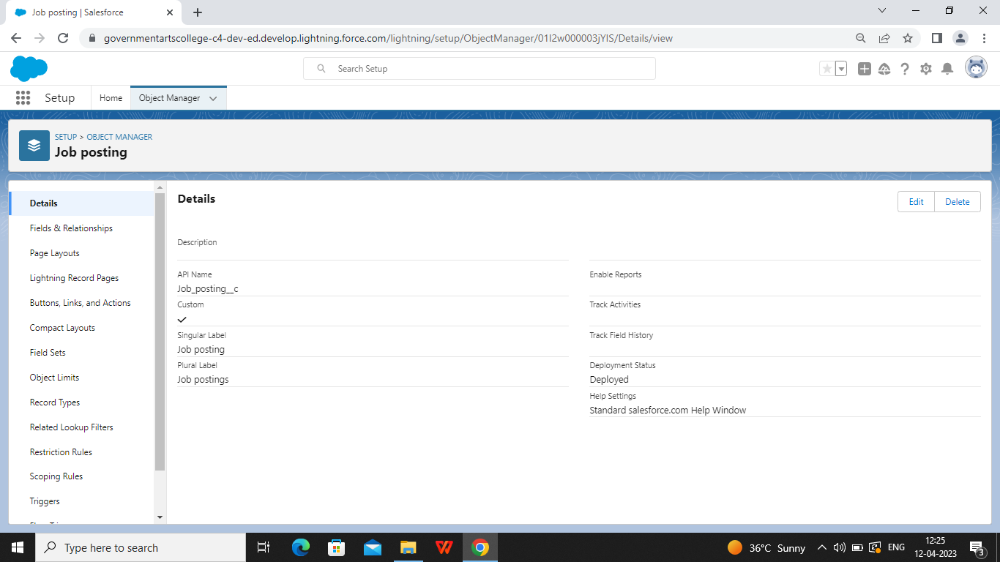 Job posting | Salesforce
governmentartscollege-c4-dev-ed.develop.lightning.force.com/lightning/setup/ObjectManager/01I2w000003jYIS/Details/view
Search Setup
Setup
Home
Object Manager
SETUP > OBJECT MANAGER
Job posting
Details
Fields & Relationships
Page Layouts
Lightning Record Pages
Buttons, Links, and Actions
Compact Layouts
Field Sets
Object Limits
Record Types
Related Lookup Filters
Restriction Rules
Scoping Rules
Triggers
Details
Edit
Delete
Description
API Name
Job_posting__c
Custom
Singular Label
Job posting
Plural Label
Job postings
Enable Reports
Track Activities
Track Field History
Deployment Status
Deployed
Help Settings
Standard salesforce.com Help Window
Type here to search
36°C Sunny
ENG
12:25
12-04-2023
3